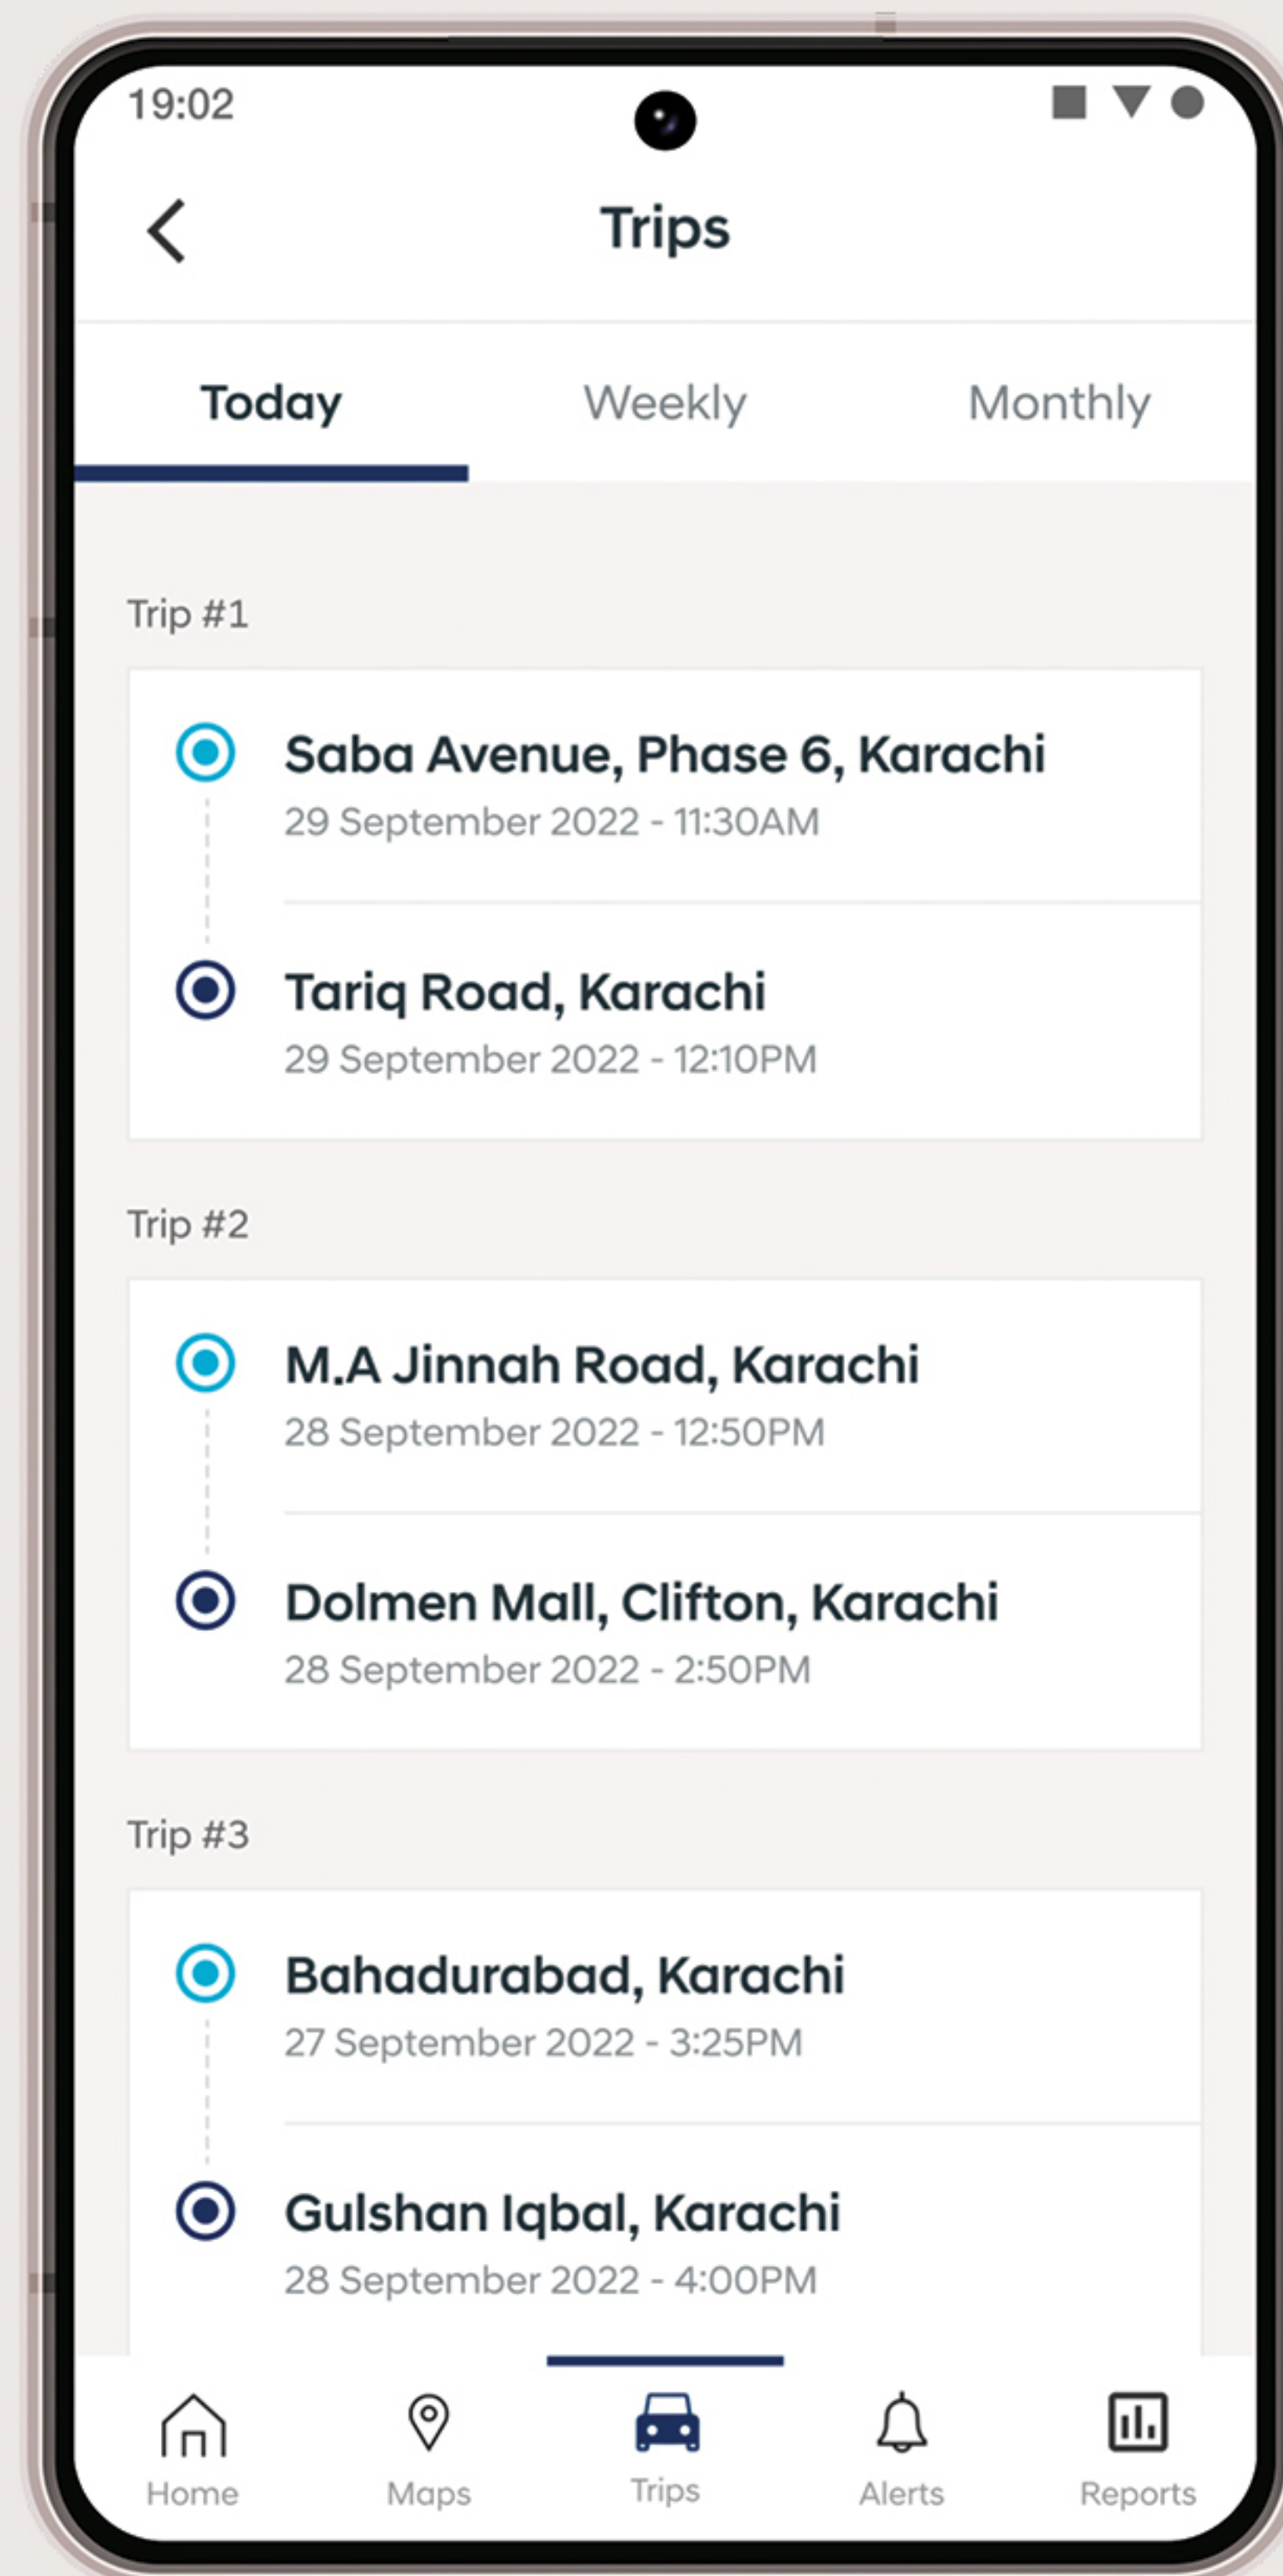 19:02
Trips
Today Weekly Monthly
Trip #1
Saba Avenue, Phase 6, Karachi
29 September 2022 - 11:30AM
Tariq Road, Karachi
29 September 2022 - 12:10PM
Trip #2
M.A Jinnah Road, Karachi
28 September 2022 - 12:50PM
Dolmen Mall, Clifton, Karachi
28 September 2022 - 2:50PM
Trip #3
Bahadurabad, Karachi
27 September 2022 - 3:25PM
Gulshan Iqbal, Karachi
28 September 2022 - 4:00PM
Home Maps Trips Alerts Reports